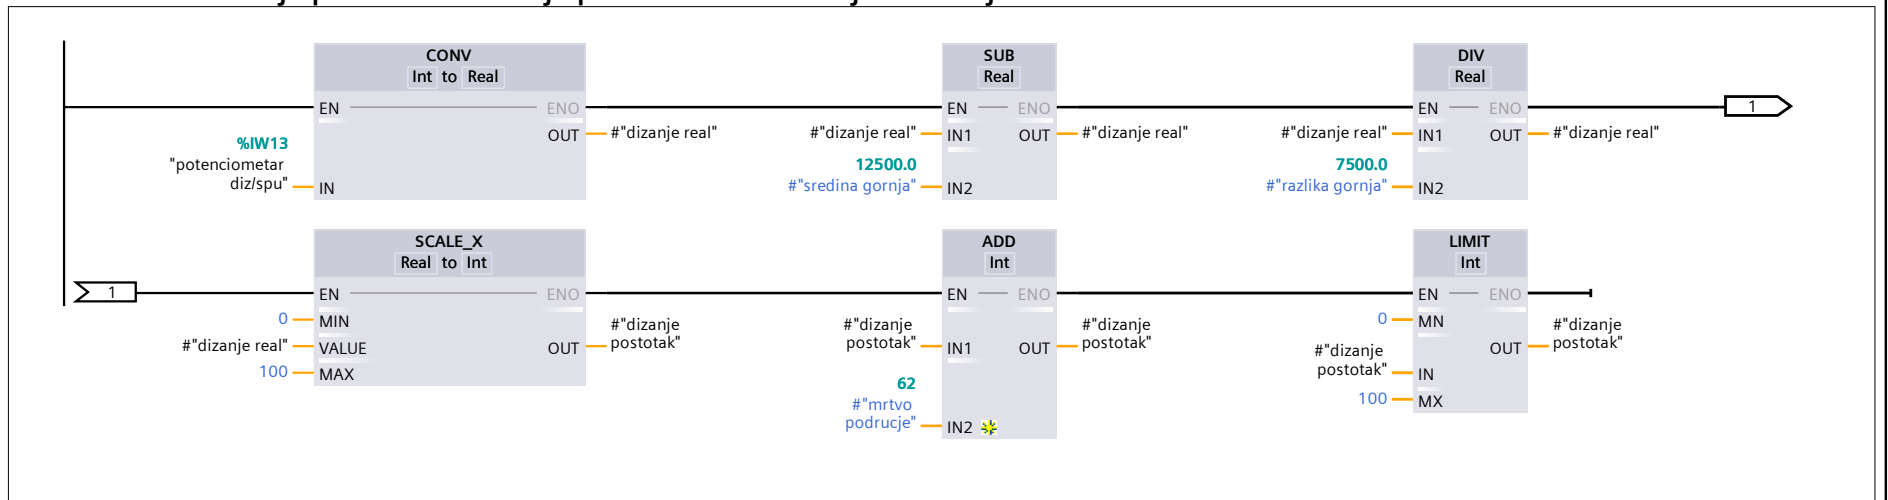 CONV
Int to Real
EN ENO
OUT #"dizanje real"
%IW13
"potenciometar
diz/spu" IN
SUB
Real
EN ENO
#"dizanje real" IN1 OUT #"dizanje real"
12500.0
#"sredina gornja" IN2
DIV
Real
EN ENO
#"dizanje real" IN1 OUT #"dizanje real"
7500.0
#"razlika gornja" IN2
1
1
SCALE_X
Real to Int
EN ENO
0 MIN
#"dizanje real" VALUE OUT #"dizanje
postotak"
100 MAX
ADD
Int
EN ENO
#"dizanje
postotak" IN1 OUT #"dizanje
postotak"
62
#"mrtvo
podrucje" IN2
LIMIT
Int
EN ENO
0 MN
OUT #"dizanje
postotak"
#"dizanje
postotak" IN
100 MX